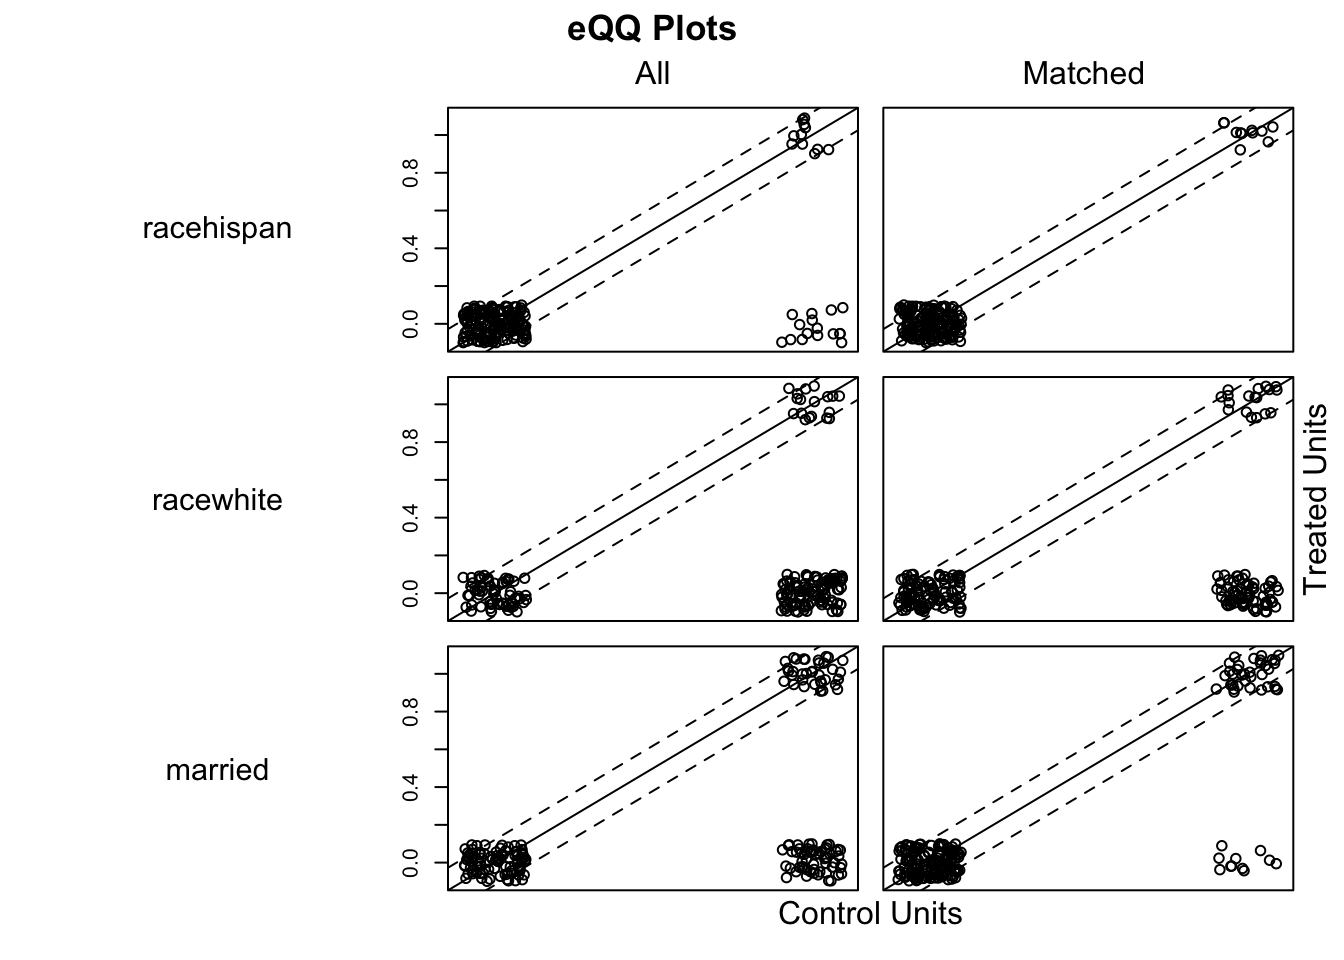 eQQ Plots
All
Matched
racehispan
0.8
0.4
0.0
racewhite
0.8
0.4
0.0
married
0.8
0.4
0.0
Treated Units
Control Units